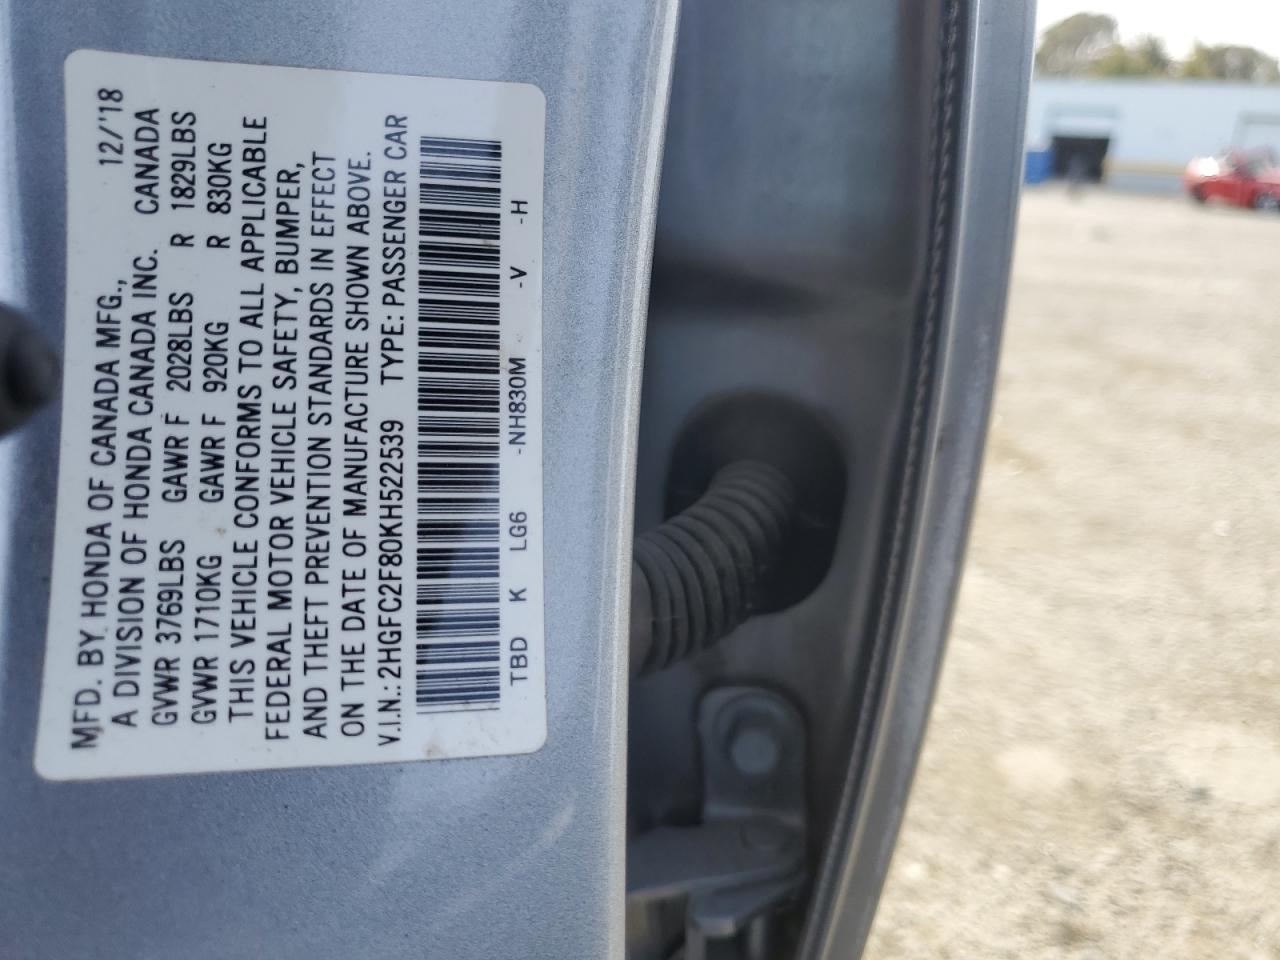 MFD. BY HONDA OF CANADA MFG., 12/'18
A DIVISION OF HONDA CANADA INC. CANADA
GVWR 3769LBS GAWR F 2028LBS R 1829LBS
GVWR 1710KG GAWR F 920KG R 830KG
THIS VEHICLE CONFORMS TO ALL APPLICABLE
FEDERAL MOTOR VEHICLE SAFETY, BUMPER,
AND THEFT PREVENTION STANDARDS IN EFFECT
ON THE DATE OF MANUFACTURE SHOWN ABOVE.
V.I.N.: 2HGFC2F80KH522539 TYPE: PASSENGER CAR
TBD K LG6 -NH830M -V -H